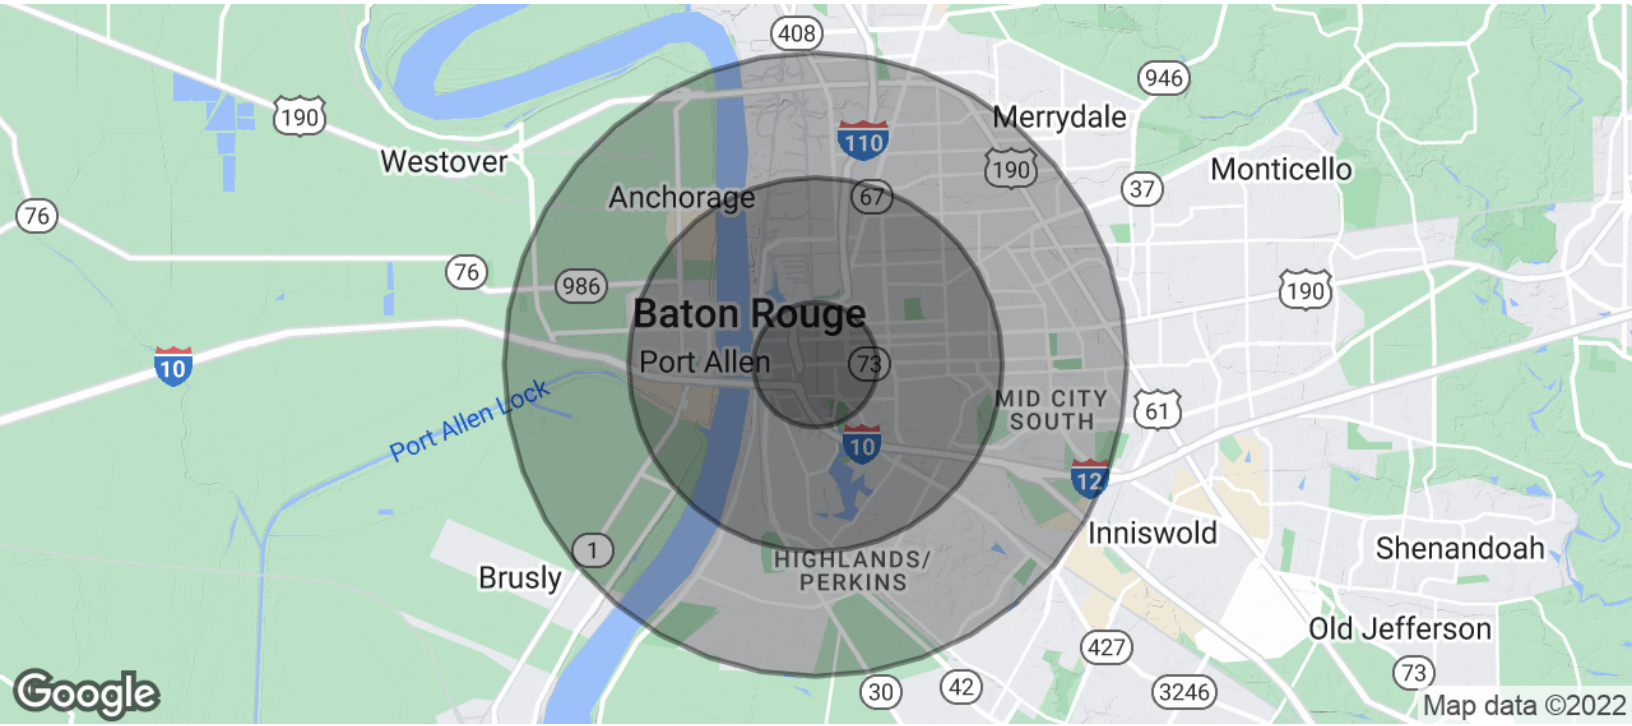 408
946
190
Merrydale
110
Westover
190
Monticello
Anchorage
67
37
76
76
986
190
Baton Rouge
Port Allen
73
10
MID CITY
SOUTH
61
Port Allen Lock
10
12
Inniswold
Shenandoah
1
HIGHLANDS/
PERKINS
Brusly
Old Jefferson
427
73
30
42
3246
Google
Map data ©2022